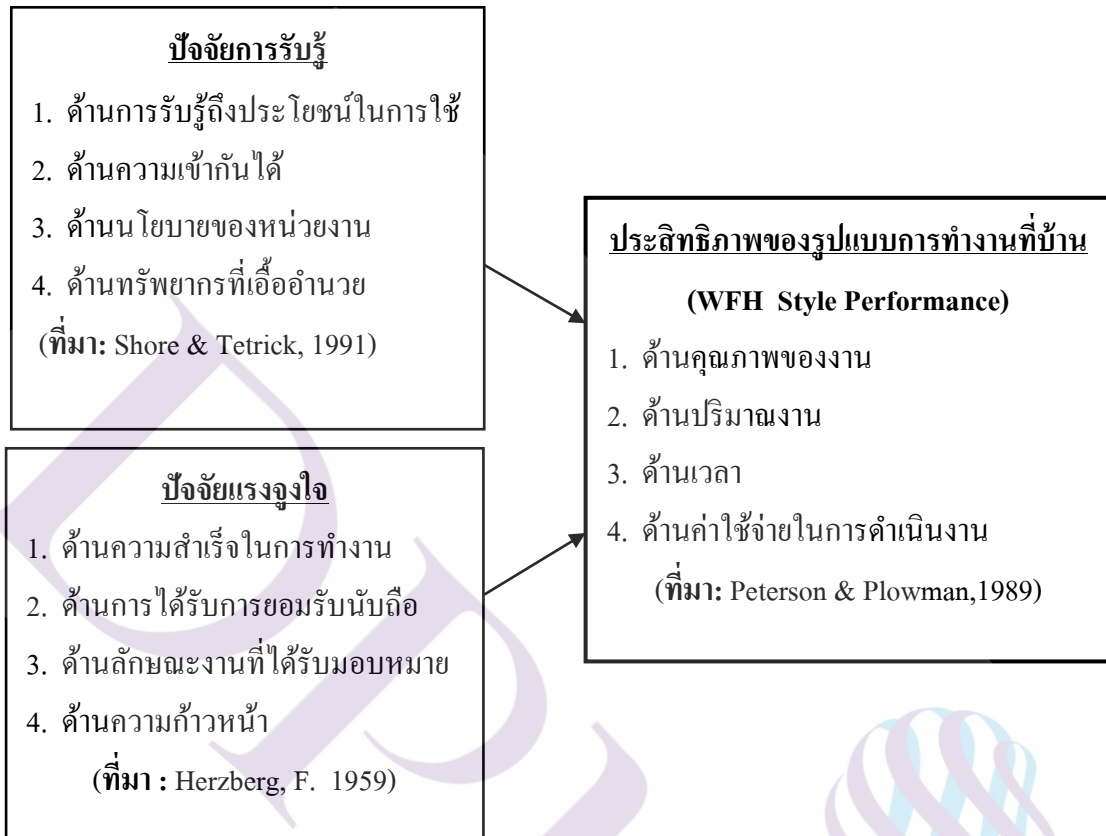 ปัจจัยการรับรู้
1. ด้านการรับรู้ถึงประโยชน์ในการใช้
2. ด้านความเข้ากันได้
3. ด้านนโยบายของหน่วยงาน
4. ด้านทรัพยากรที่เอื้ออำนวย
(ที่มา: Shore & Tetrick, 1991)
ปัจจัยแรงจูงใจ
1. ด้านความสำเร็จในการทำงาน
2. ด้านการได้รับการยอมรับนับถือ
3. ด้านลักษณะงานที่ได้รับมอบหมาย
4. ด้านความก้าวหน้า
(ที่มา : Herzberg, F. 1959)
ประสิทธิภาพของรูปแบบการทำงานที่บ้าน
(WFH Style Performance)
1. ด้านคุณภาพของงาน
2. ด้านปริมาณงาน
3. ด้านเวลา
4. ด้านค่าใช้จ่ายในการดำเนินงาน
(ที่มา: Peterson & Plowman,1989)